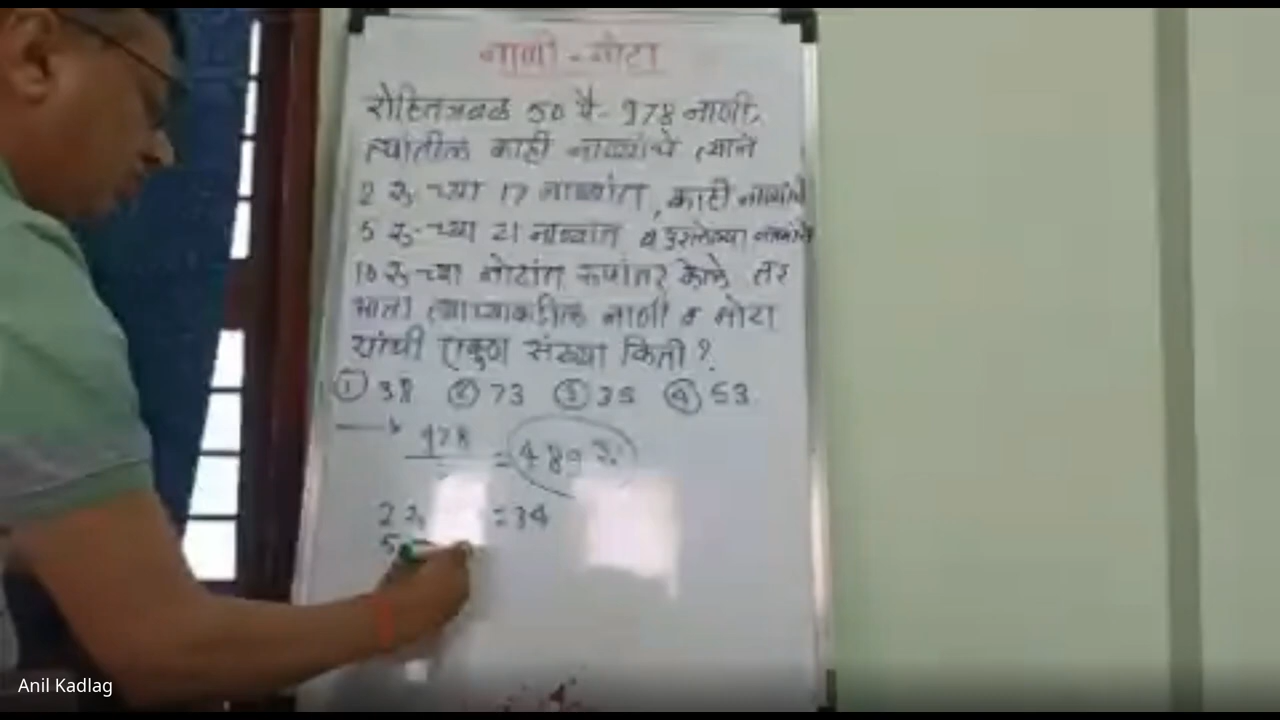 नाणी - नोटा
रोहितजवळ 50 पै. 978 नाणी,
त्यांतील काही नाण्यांचे त्याने
2 रु. च्या 17 नाण्यांत, काही नाण्यांचे
5 रु. च्या 21 नाण्यांत व उरलेल्या नाण्यांचे
10 रु. च्या नोटांत रुपांतर केले तर
आता त्याच्याकडील नाणी व नोटा
यांची एकुण संख्या किती ?
① 38 ② 73 ③ 35 ④ 53
978
= 489 रु.
2 रु. = 34
5
Anil Kadlag